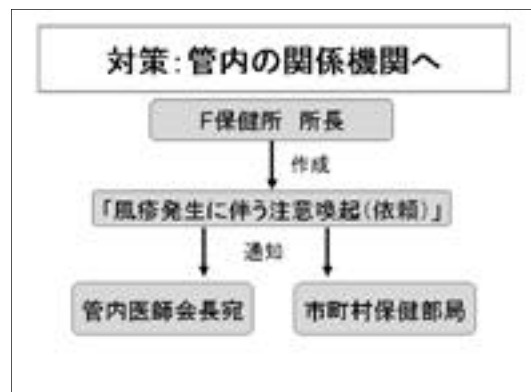 対策:管内の関係機関へ
F保健所　所長
作成
「風疹発生に伴う注意喚起(依頼)」
通知
管内医師会長宛
市町村保健部局